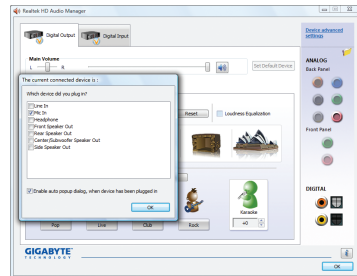 Realtek HD Audio Manager
Digital Output
Digital Input
Device advanced settings
Main Volume
L
R
Set Default Device
ANALOG
Back Panel
The current connected device is :
Which device did you plug in?
Line In
Mic In
Headphone
Front Speaker Out
Rear Speaker Out
Center/Subwoofer Speaker Out
Side Speaker Out
Enable auto popup dialog, when device has been plugged in
OK
Reset
Loudness Equalization
Front Panel
Karaoke
+0
Pop
Live
Club
Rock
DIGITAL
GIGABYTE
TECHNOLOGY
i
OK